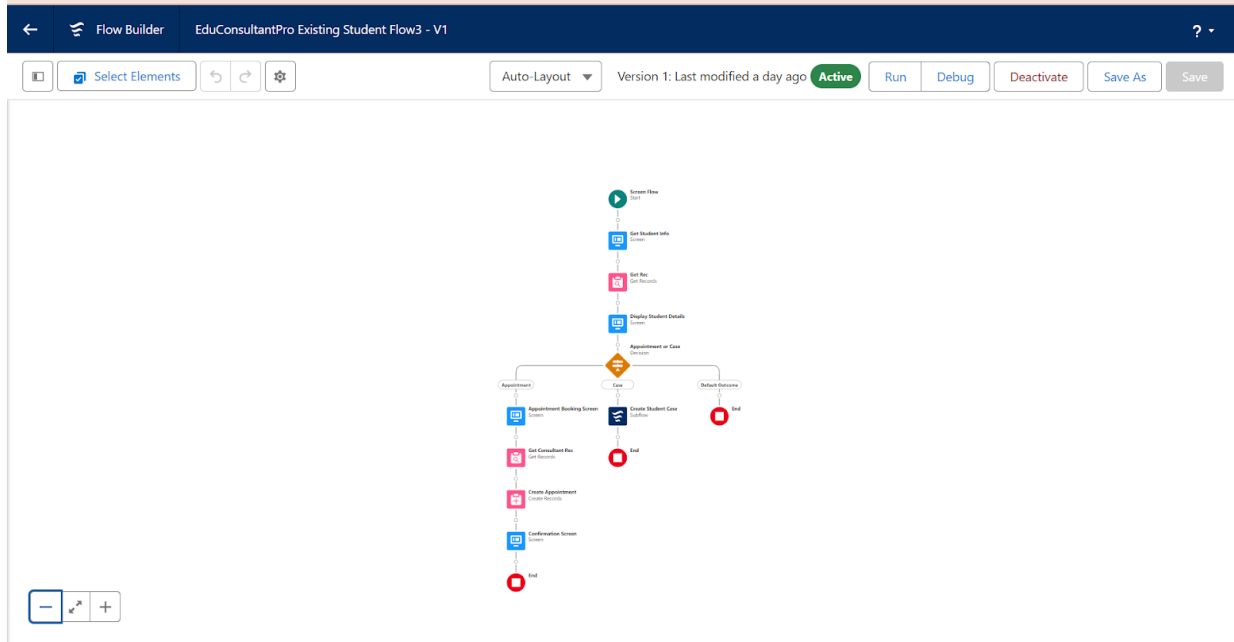 Flow Builder EduConsultantPro Existing Student Flow3 - V1 ?
Select Elements Auto-Layout Version 1: Last modified a day ago Active Run Debug Deactivate Save As Save
Screen Flow
Start
Get Student Info
Screen
Get Rec
Get Records
Display Student Details
Screen
Appointment or Case
Decision
Appointment Case Default Outcome
Appointment Booking Screen Create Student Case End
Screen Subflow
Get Consultant Rec End
Get Records
Create Appointment
Create Records
Confirmation Screen
Screen
End